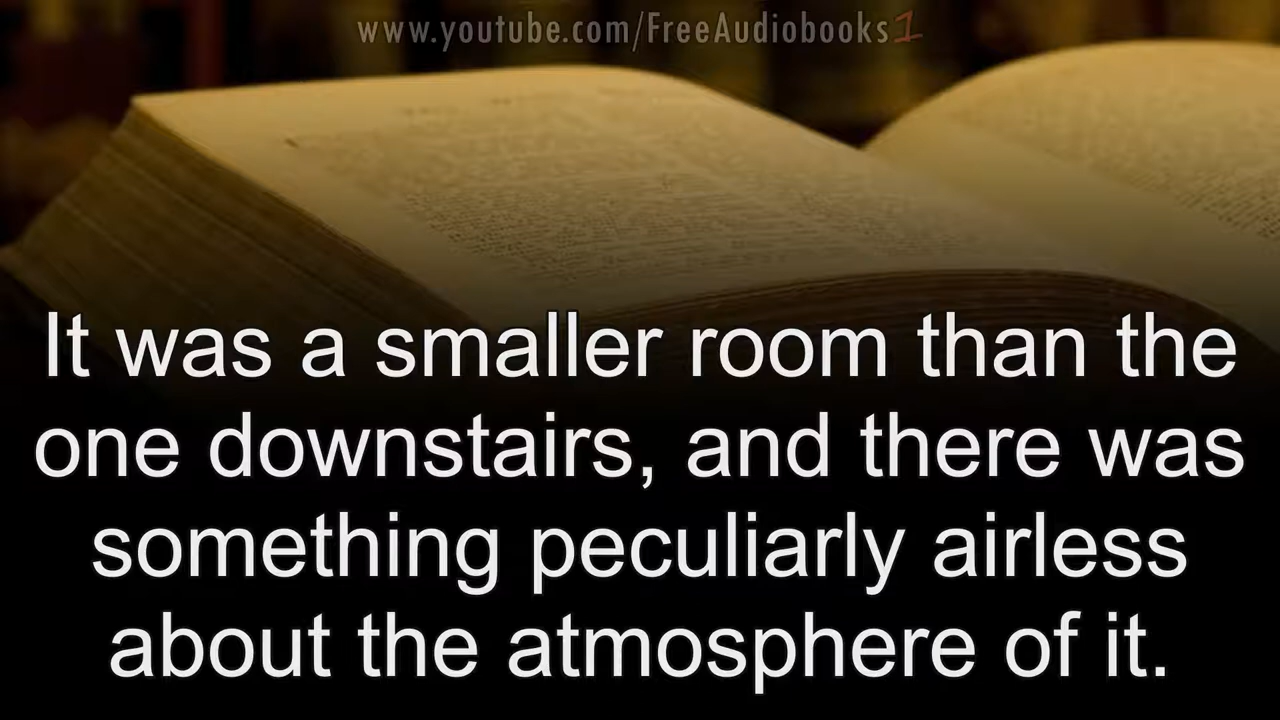 www.youtube.com/FreeAudiobooks1
It was a smaller room than the
one downstairs, and there was
something peculiarly airless
about the atmosphere of it.